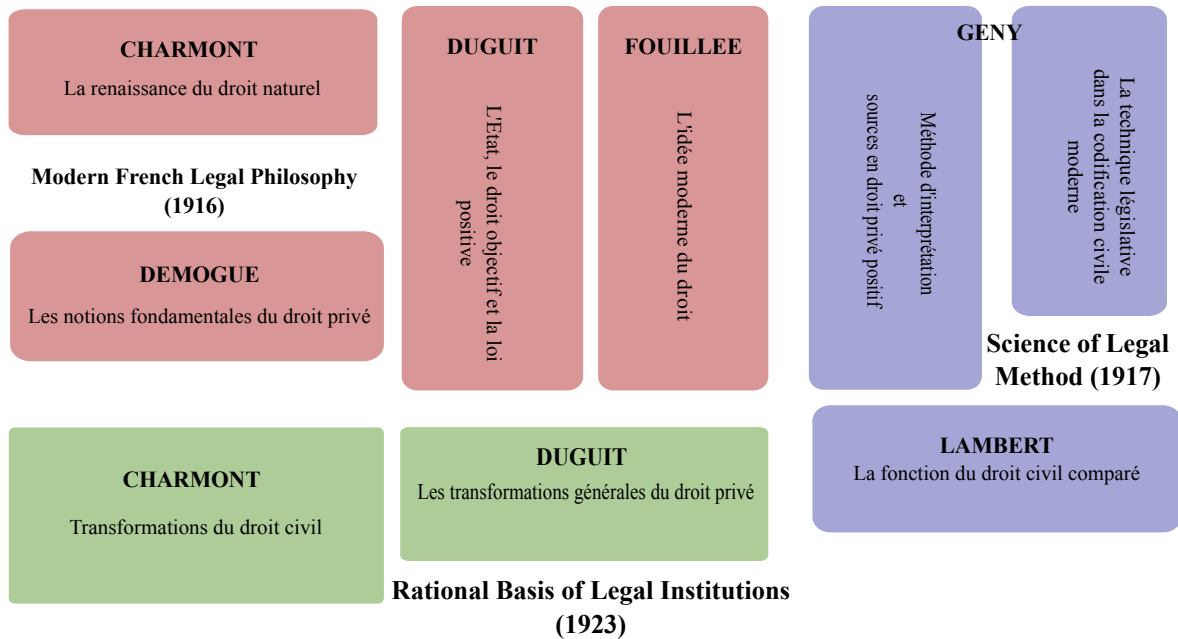 CHARMONT
La renaissance du droit naturel
Modern French Legal Philosophy
(1916)
DEMOGUE
Les notions fondamentales du droit privé
DUGUIT
L'Etat, le droit objectif et la loi
positive
FOUILLEE
L'idée moderne du droit
GENY
Méthode d'interprétation
et
sources en droit privé positif
La technique législative
dans la codification civile
moderne
Science of Legal
Method (1917)
CHARMONT
Transformations du droit civil
DUGUIT
Les transformations générales du droit privé
LAMBERT
La fonction du droit civil comparé
Rational Basis of Legal Institutions
(1923)